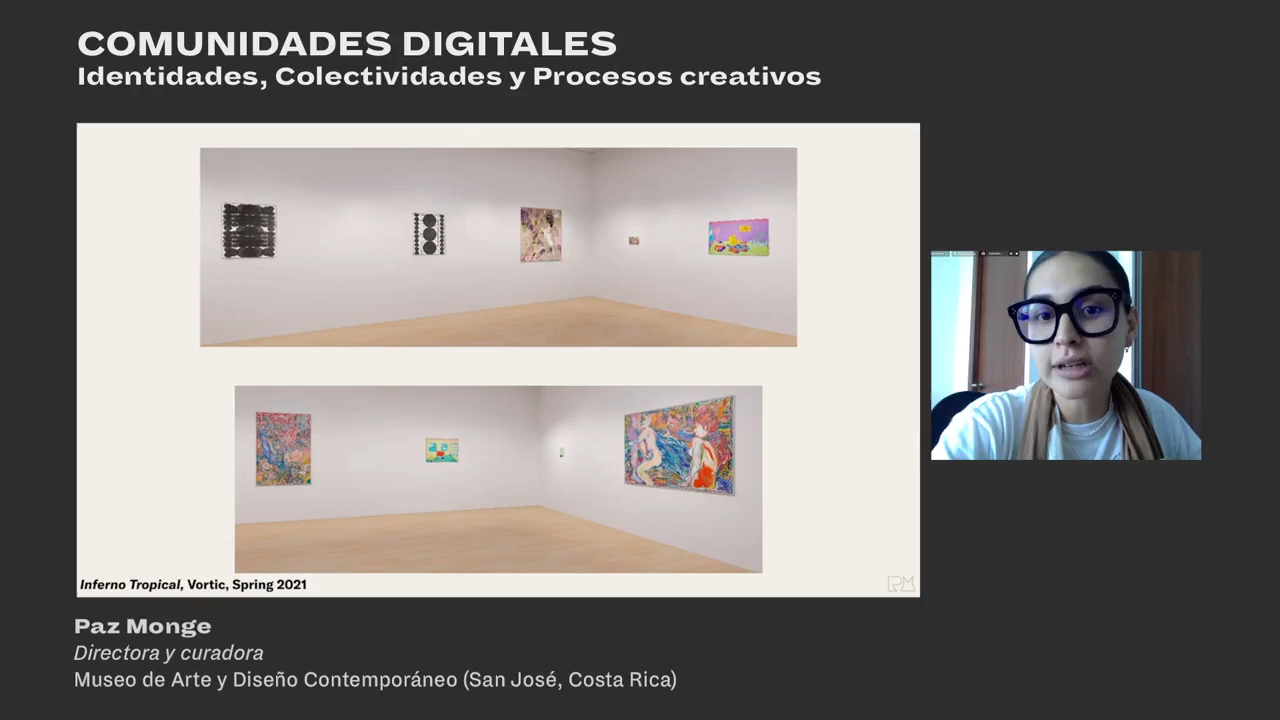 COMUNIDADES DIGITALES
Identidades, Colectividades y Procesos creativos
Inferno Tropical, Vortic, Spring 2021
PM
Paz Monge
Directora y curadora
Museo de Arte y Diseño Contemporáneo (San José, Costa Rica)